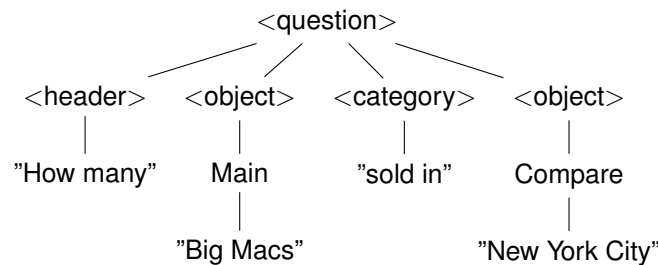 <question>
<header> <object> <category> <object>
”How many” Main ”sold in” Compare
”Big Macs” ”New York City”